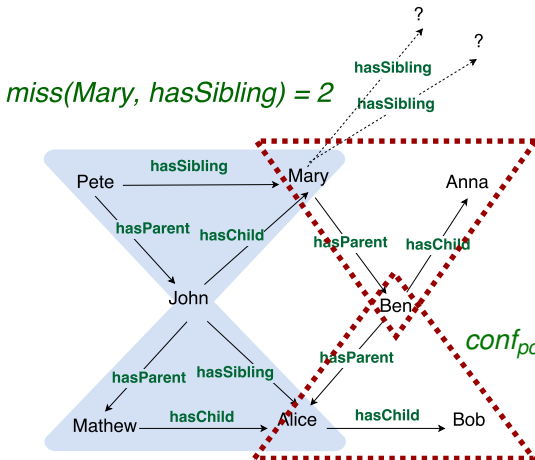 ?
?
hasSibling
miss(Mary, hasSibling) = 2
hasSibling
hasSibling
Pete
Mary
Anna
hasParent
hasChild
hasParent
hasChild
John
Ben
conf
hasParent
hasSibling
hasParent
Mathew
hasChild
Alice
hasChild
Bob